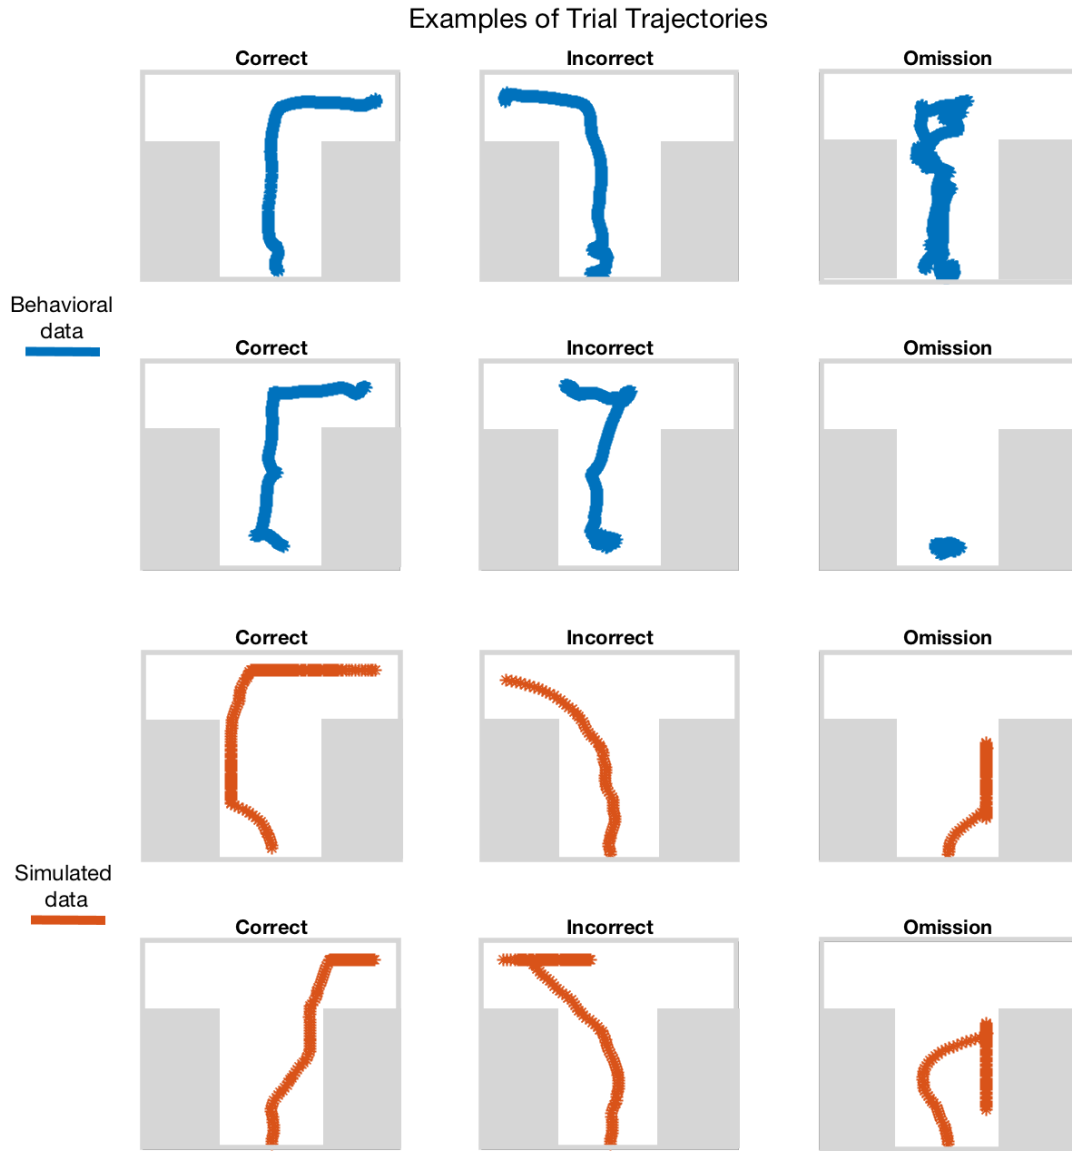 Examples of Trial Trajectories
Correct
Incorrect
Omission
Behavioral
data
Correct
Incorrect
Omission
Correct
Incorrect
Omission
Simulated
data
Correct
Incorrect
Omission